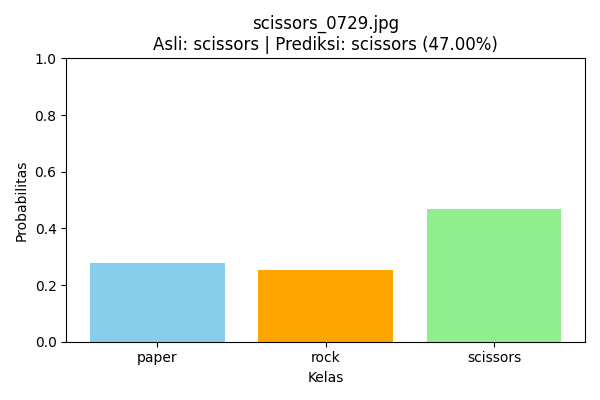 scissors_0729.jpg
Asli: scissors | Prediksi: scissors (47.00%)
1.0
0.8
0.6
0.4
0.2
0.0
Probabilitas
paper rock scissors
Kelas